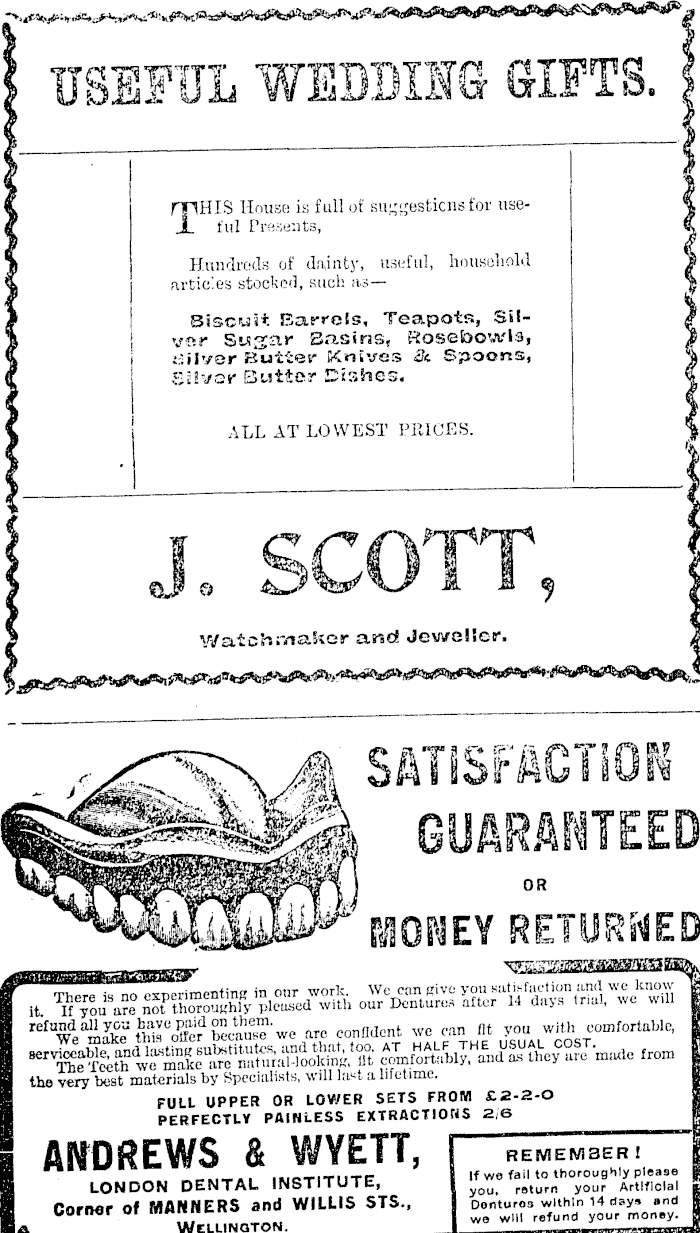 USEFUL WEDDING GIFTS.
THIS House is full of suggestions for use-
ful Presents,
Hundreds of dainty, useful, household
articles stocked, such as—
Biscuit Barrels, Teapots, Sil-
ver Sugar Basins, Rosebowls,
Silver Butter Knives & Spoons,
Silver Butter Dishes.
ALL AT LOWEST PRICES.
J. SCOTT,
Watchmaker and Jeweller.
SATISFACTION
GUARANTEED
OR
MONEY RETURNED
There is no experimenting in our work. We can give you satisfaction and we know
it. If you are not thoroughly pleased with our Dentures after 14 days trial, we will
refund all you have paid on them.
We make this offer because we are confident we can fit you with comfortable,
serviceable, and lasting substitutes, and that, too, AT HALF THE USUAL COST.
The Teeth we make are natural-looking, fit comfortably, and as they are made from
the very best materials by Specialists, will last a lifetime.
FULL UPPER OR LOWER SETS FROM £2-2-0
PERFECTLY PAINLESS EXTRACTIONS 2/6
ANDREWS & WYETT,
LONDON DENTAL INSTITUTE,
Corner of MANNERS and WILLIS STS.,
WELLINGTON.
REMEMBER!
If we fail to thoroughly please
you, return your Artificial
Dentures within 14 days and
we will refund your money.